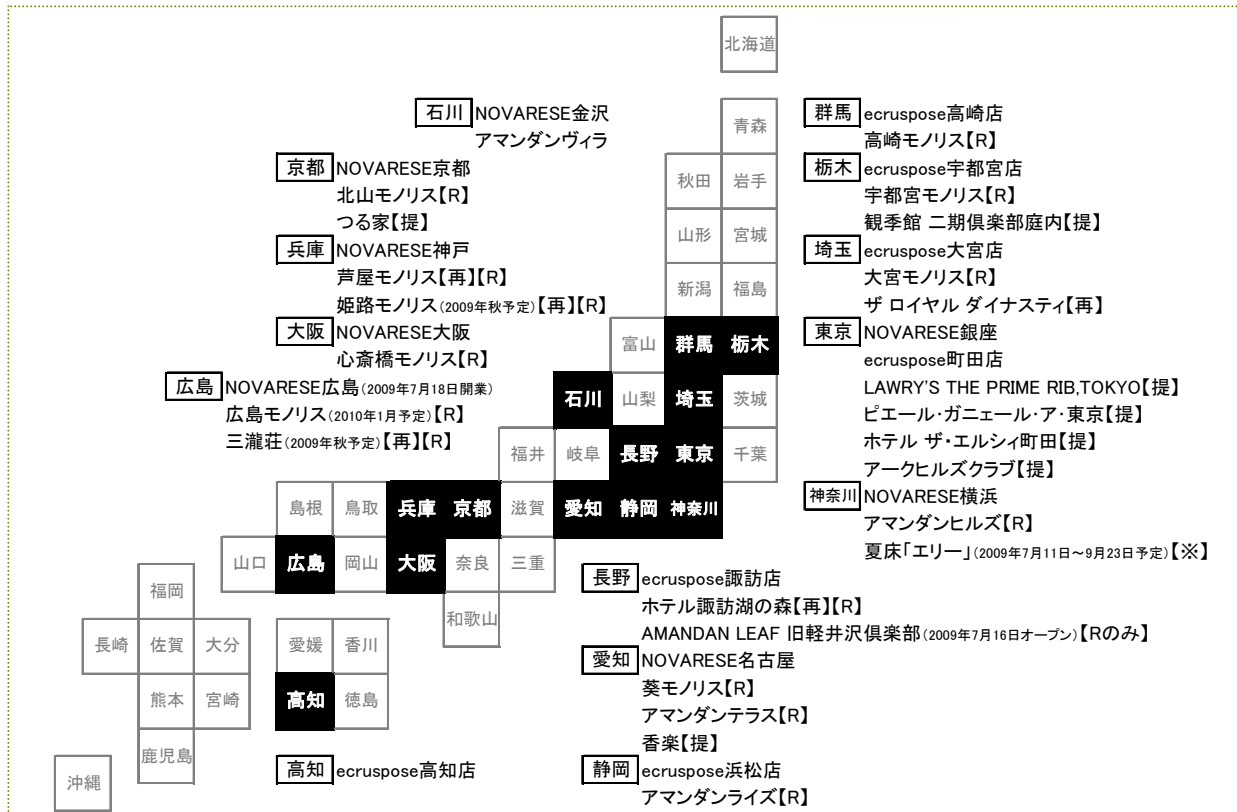 北海道
石川 NOVARESE金沢
アマンダンヴィラ
京都 NOVARESE京都
北山モノリス【R】
つる家【提】
兵庫 NOVARESE神戸
芦屋モノリス【再】【R】
姫路モノリス(2009年秋予定)【再】【R】
大阪 NOVARESE大阪
心斎橋モノリス【R】
広島 NOVARESE広島(2009年7月18日開業)
広島モノリス(2010年1月予定)【R】
三瀧荘(2009年秋予定)【再】【R】
群馬 ecruspose高崎店
高崎モノリス【R】
栃木 ecruspose宇都宮店
宇都宮モノリス【R】
観季館 二期倶楽部庭内【提】
埼玉 ecruspose大宮店
大宮モノリス【R】
ザ ロイヤル ダイナスティ【再】
東京 NOVARESE銀座
ecruspose町田店
LAWRY'S THE PRIME RIB,TOKYO【提】
ピエール・ガニェール・ア・東京【提】
ホテル ザ・エルシィ町田【提】
アークヒルズクラブ【提】
神奈川 NOVARESE横浜
アマンダンヒルズ【R】
夏床「エリー」(2009年7月11日～9月23日予定)【※】
長野 ecruspose諏訪店
ホテル諏訪湖の森【再】【R】
AMANDAN LEAF 旧軽井沢倶楽部(2009年7月16日オープン)【Rのみ】
愛知 NOVARESE名古屋
葵モノリス【R】
アマンダンテラス【R】
香楽【提】
静岡 ecruspose浜松店
アマンダンライズ【R】
高知 ecruspose高知店
青森
秋田 岩手
山形 宮城
新潟 福島
富山 群馬 栃木
石川 山梨 埼玉 茨城
福井 岐阜 長野 東京 千葉
島根 鳥取 兵庫 京都 滋賀 愛知 静岡 神奈川
山口 広島 岡山 大阪 奈良 三重
福岡 和歌山
長崎 佐賀 大分 愛媛 香川
熊本 宮崎 高知 徳島
鹿児島
沖縄